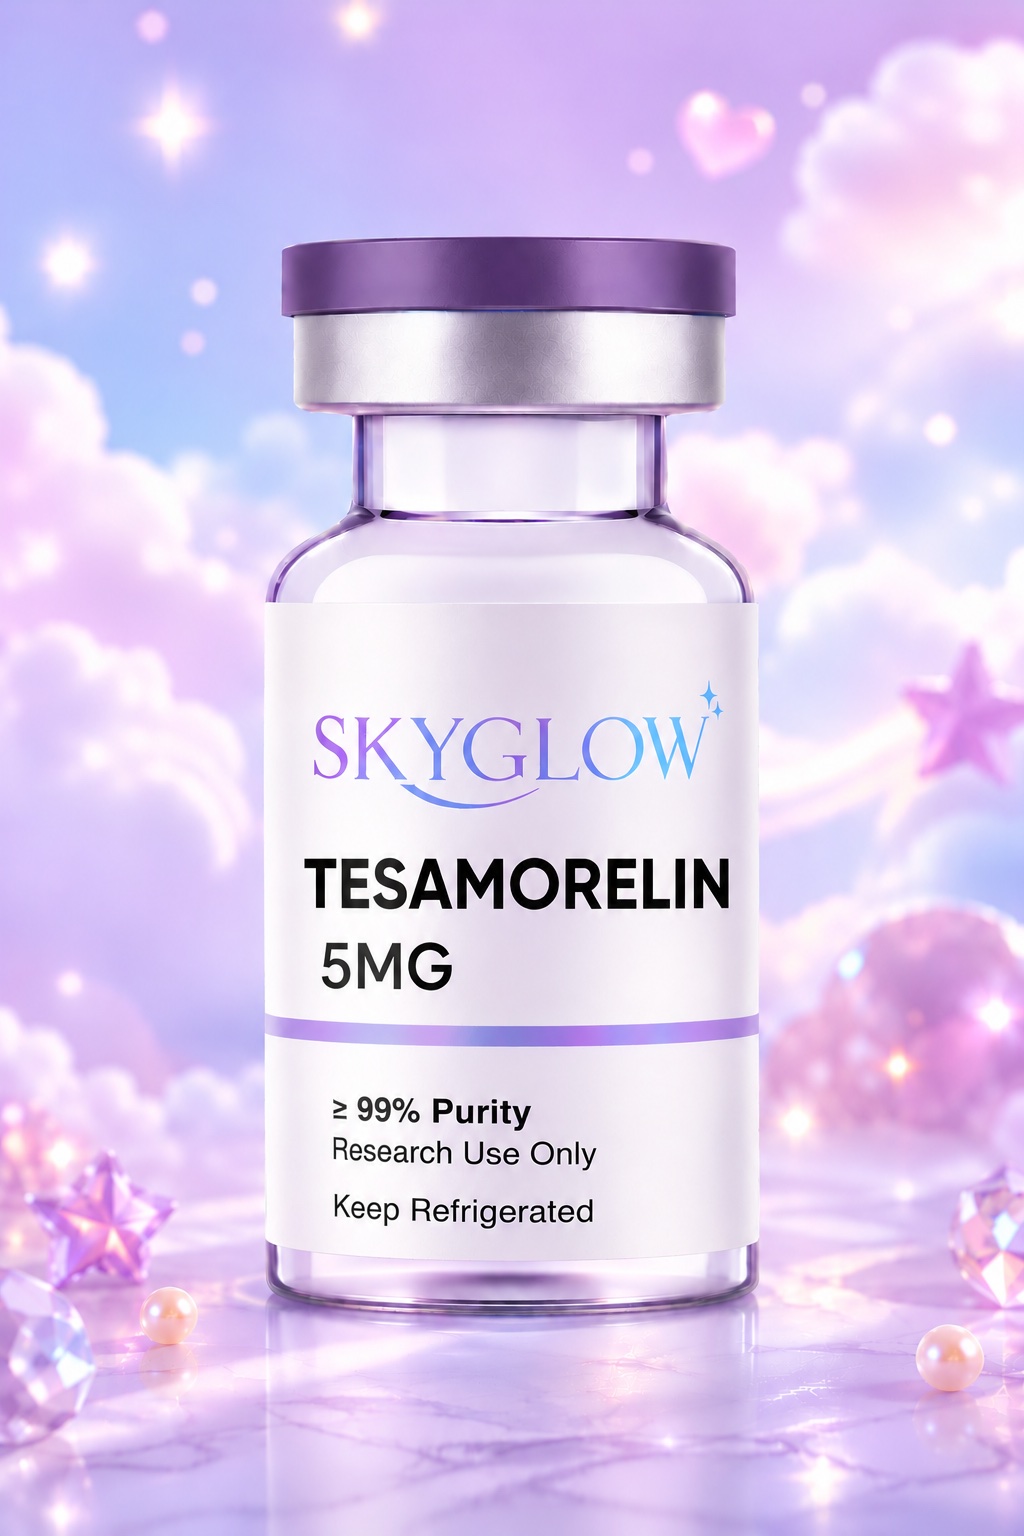 SKYGLOW
TESAMORELIN
5MG
≥ 99% Purity
Research Use Only
Keep Refrigerated